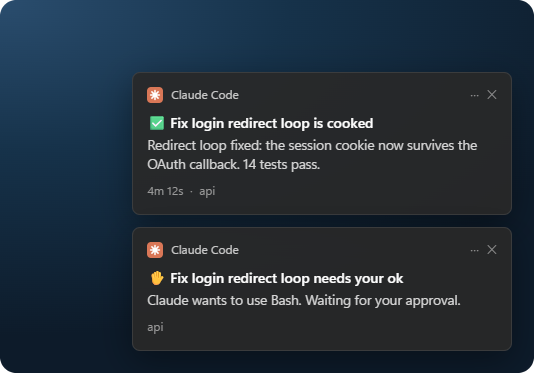 Claude Code
✅ Fix login redirect loop is cooked
Redirect loop fixed: the session cookie now survives the
OAuth callback. 14 tests pass.
4m 12s · api
Claude Code
✋ Fix login redirect loop needs your ok
Claude wants to use Bash. Waiting for your approval.
api